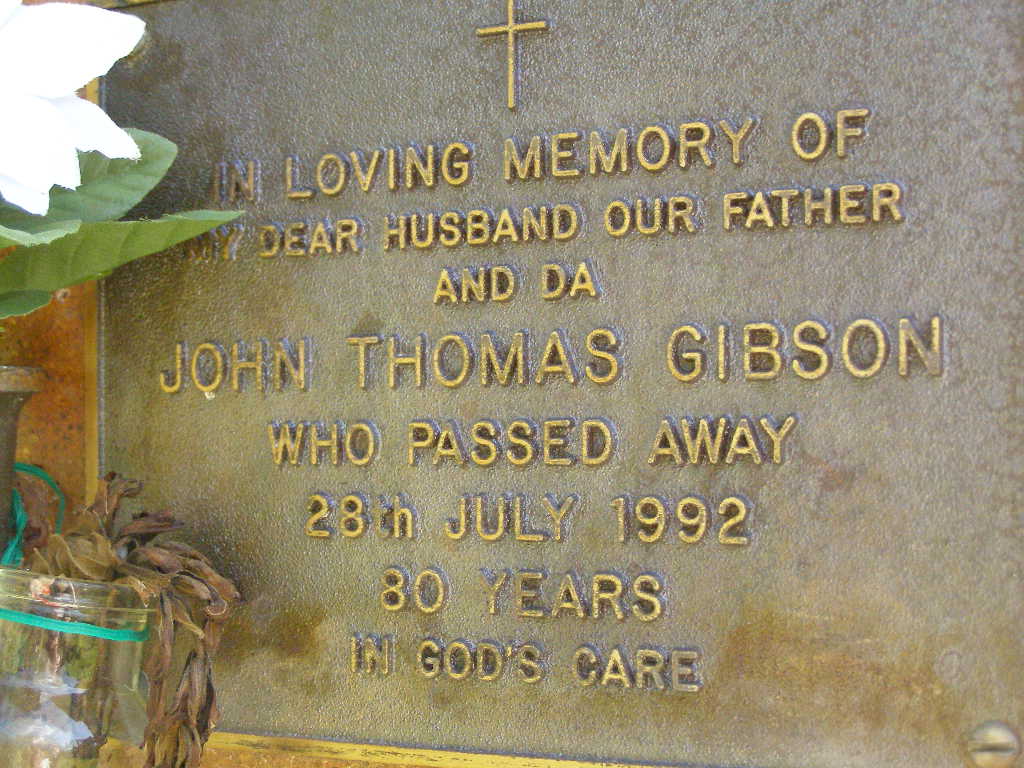 IN LOVING MEMORY OF
MY DEAR HUSBAND OUR FATHER
AND DA
JOHN THOMAS GIBSON
WHO PASSED AWAY
28th JULY 1992
80 YEARS
IN GOD'S CARE